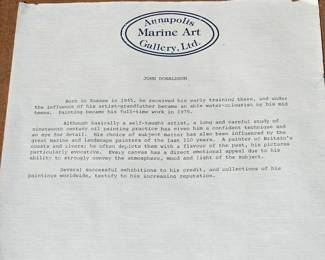 Annapolis
Marine Art
Gallery, Ltd.
JOHN DONALDSON
Born in Sussex in 1945, he received his early training there, and under
the influence of his artist-grandfather became an able water-colourist by his mid
teens. Painting became his full-time work in 1975.
Although basically a self-taught artist, a long and careful study of
nineteenth century oil painting practice has given him a confident technique and
an eye for detail. His choice of subject matter has also been influenced by the
great marine and landscape painters of the last 250 years. A painter of Britain's
coasts and rivers; he often depicts them with a flavour of the past, his pictures
particularly evocative. Every canvas has a direct emotional appeal due to his
ability to strongly convey the atmosphere, mood and light of the subject.
Several successful exhibitions to his credit, and collections of his
paintings worldwide, testify to his increasing reputation.